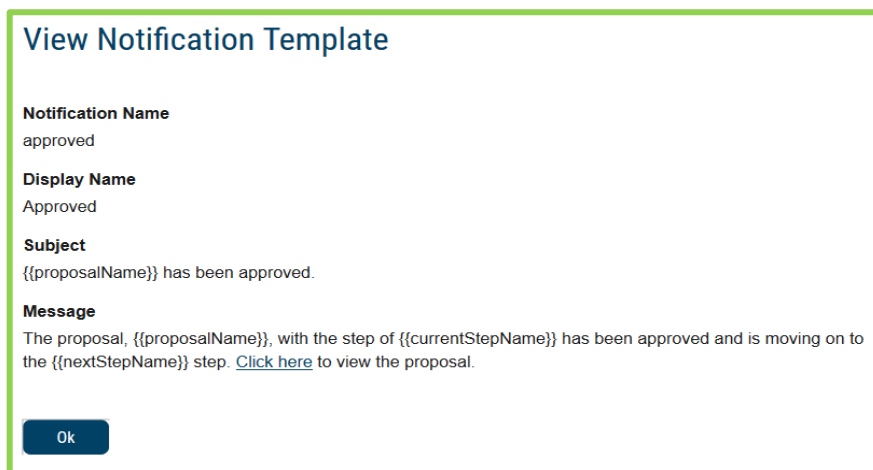 View Notification Template
Notification Name
approved
Display Name
Approved
Subject
{{proposalName}} has been approved.
Message
The proposal, {{proposalName}}, with the step of {{currentStepName}} has been approved and is moving on to
the {{nextStepName}} step. Click here to view the proposal.
Ok